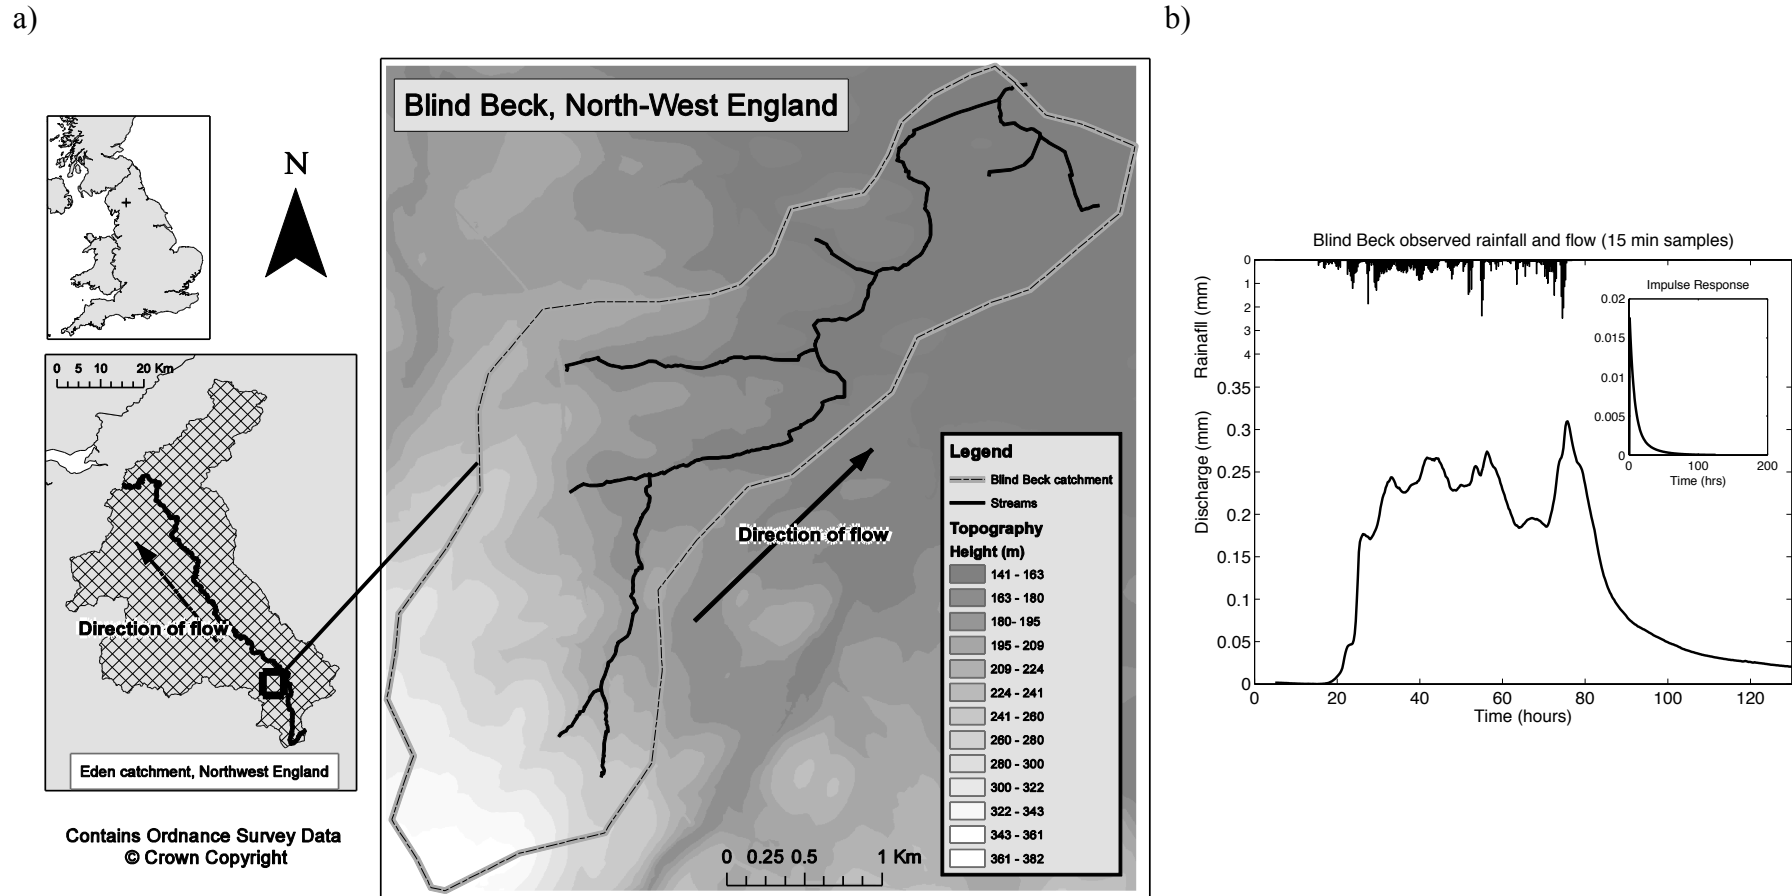 a)
b)
Blind Beck, North-West England
N
0 5 10 20 Km
Direction of flow
Eden catchment, Northwest England
Contains Ordnance Survey Data
© Crown Copyright
Direction of flow
Legend
Blind Beck catchment
Streams
Topography
Height (m)
141 - 163
163 - 180
180- 195
195 - 209
209 - 224
224 - 241
241 - 260
260 - 280
280 - 300
300 - 322
322 - 343
343 - 361
361 - 382
0 0.25 0.5 1 Km
Blind Beck observed rainfall and flow (15 min samples)
0
1
2
3
4
Rainafll (mm)
Impulse Response
0.02
0.015
0.01
0.005
0
0 100 200
Time (hrs)
0.35
0.3
0.25
0.2
0.15
0.1
0.05
0
Discharge (mm)
0 20 40 60 80 100 120
Time (hours)